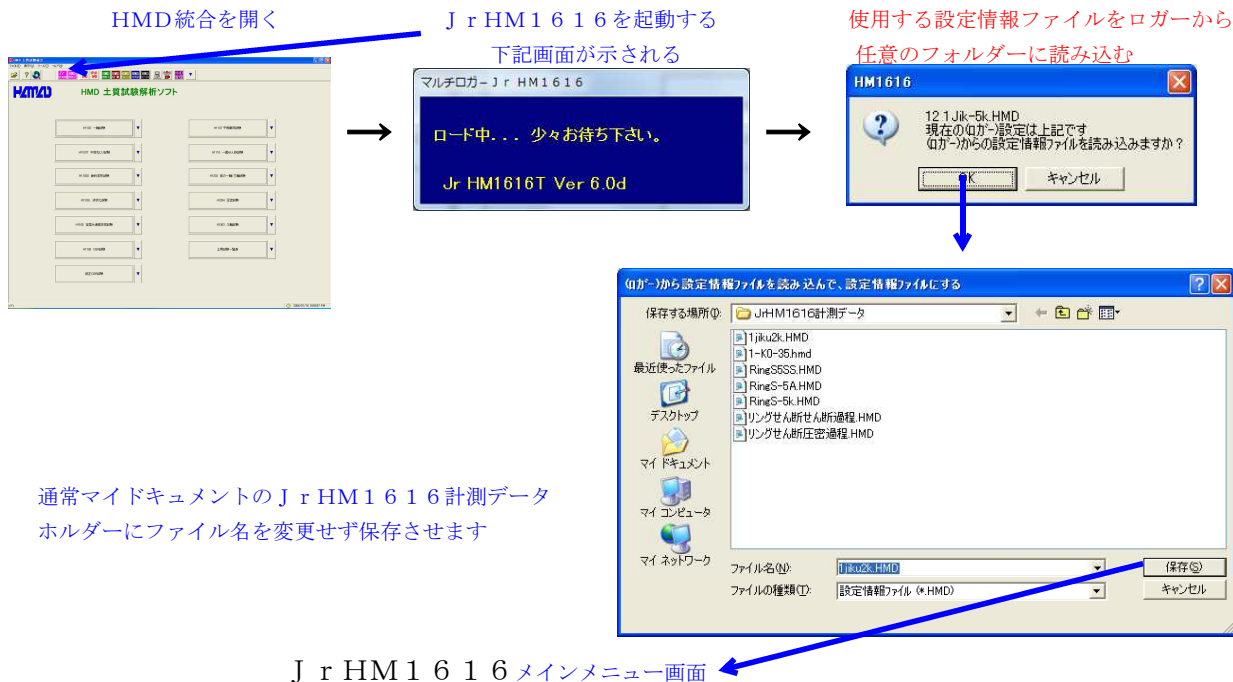 HMD統合を開く
ＪｒＨＭ１６１６を起動する
下記画面が示される
使用する設定情報ファイルをロガーから
任意のフォルダーに読み込む
HMD 土質試験解析ソフト
マルチロガーＪｒ ＨＭ１６１６
ロード中．．． 少々お待ち下さい。
Jr HM1616T Ver 6.0d
HM1616
12 1Jik-5k.HMD
現在の(ﾛｶﾞｰ)設定は上記です
(ﾛｶﾞｰ)からの設定情報ﾌｧｲﾙを読み込みますか？
OK
キャンセル
(ﾛｶﾞｰ)から設定情報ﾌｧｲﾙを読み込んで、設定情報ﾌｧｲﾙにする
保存する場所(I):
JrHM1616計測データ
最近使ったファイル
デスクトップ
マイ ドキュメント
マイ コンピュータ
マイ ネットワーク
1jiku2k.HMD
1-K0-35.hmd
RingS5SS.HMD
RingS-5A.HMD
RingS-5k.HMD
リングせん断せん断過程.HMD
リングせん断圧密過程.HMD
ファイル名(N):
1jiku2k.HMD
保存(S)
ファイルの種類(T):
設定情報ﾌｧｲﾙ (*.HMD)
キャンセル
通常マイドキュメントのＪｒＨＭ１６１６計測データ
ホルダーにファイル名を変更せず保存させます
ＪｒＨＭ１６１６メインメニュー画面